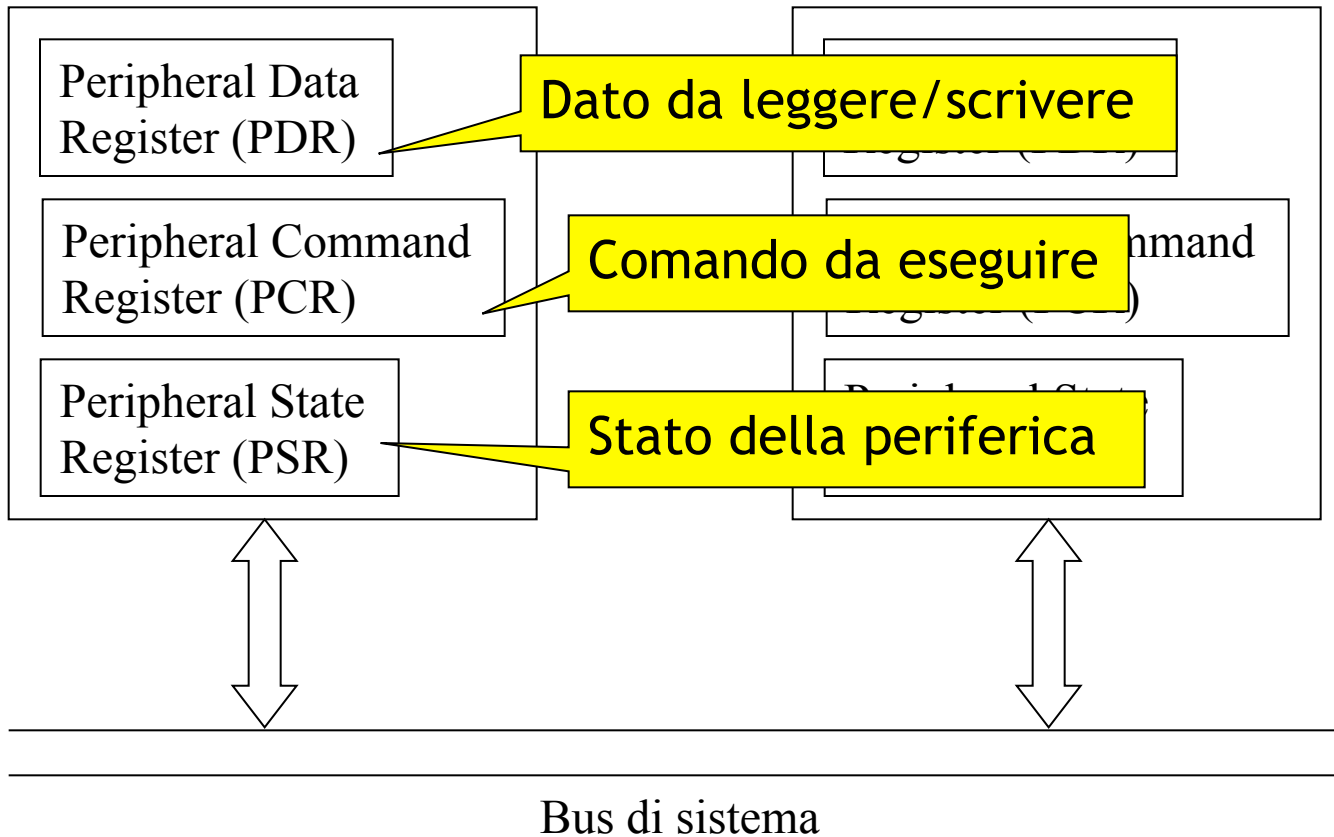 Peripheral Data
Register (PDR)
Dato da leggere/scrivere
Peripheral Command
Register (PCR)
Comando da eseguire
mmand
Peripheral State
Register (PSR)
Stato della periferica
Bus di sistema